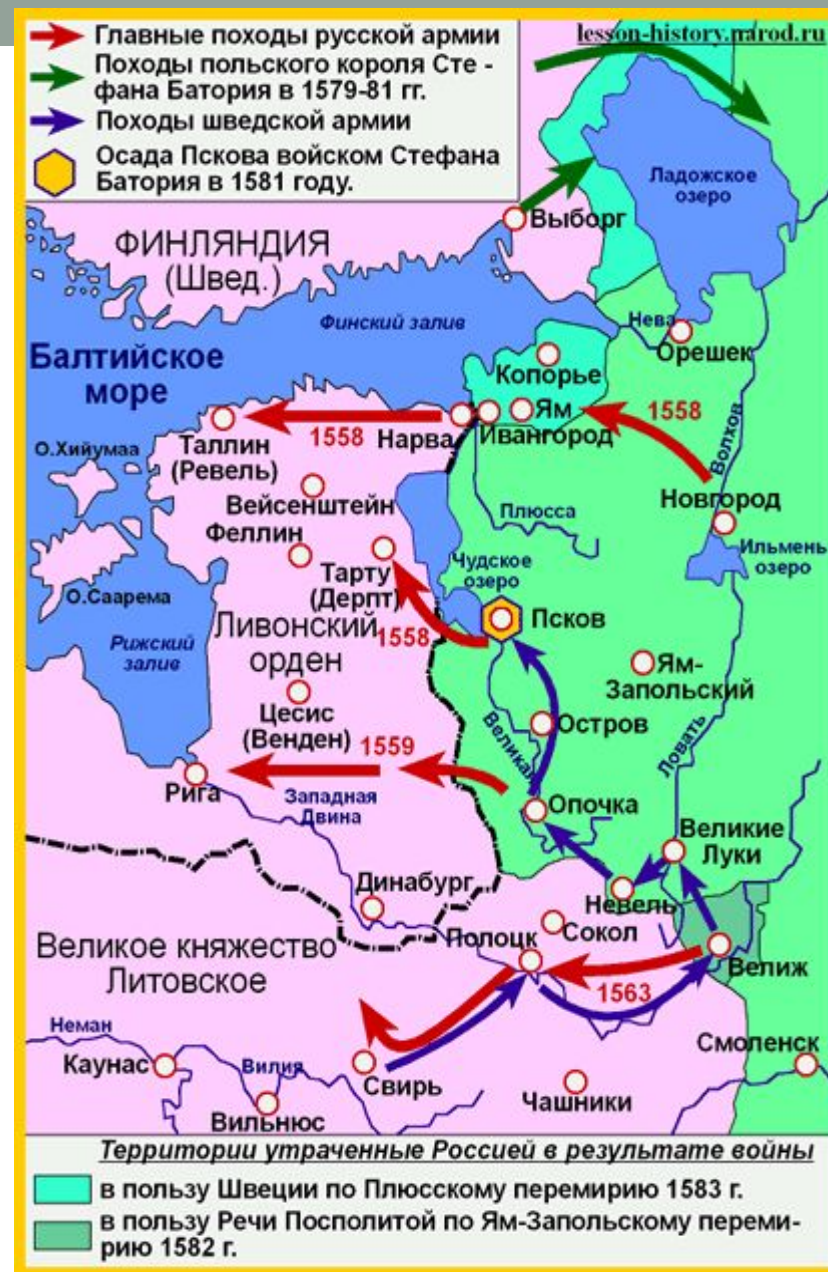 Главные походы русской армии
lesson-history.narod.ru
Походы польского короля Сте -
фана Батория в 1579-81 гг.
Походы шведской армии
Осада Пскова войском Стефана
Батория в 1581 году.
Ладожское
озеро
Выборг
ФИНЛЯНДИЯ
(Швед.)
Финский залив
Нева
Орешек
Балтийское
море
Копорье
Ям
1558
Ивангород
Нарва
1558
Таллин
(Ревель)
О.Хийумаа
Волхов
Новгород
Вейсенштейн
Плюсса
Феллин
Ильмень
озеро
Чудское
озеро
Тарту
(Дерпт)
О.Саарема
Псков
Ливонский
орден
1558
Рижский
залив
Ям-
Запольский
Цесис
(Венден)
Остров
Великая
Ловать
1559
Рига
Западная
Двина
Опочка
Великие
Луки
Динабург
Невель
Сокол
Полоцк
Велиж
Великое княжество
Литовское
1563
Неман
Каунас
Вилия
Свирь
Смоленск
Чашники
Вильнюс
Территории утраченные Россией в результате войны
в пользу Швеции по Плюсскому перемирию 1583 г.
в пользу Речи Посполитой по Ям-Запольскому переми-
рию 1582 г.